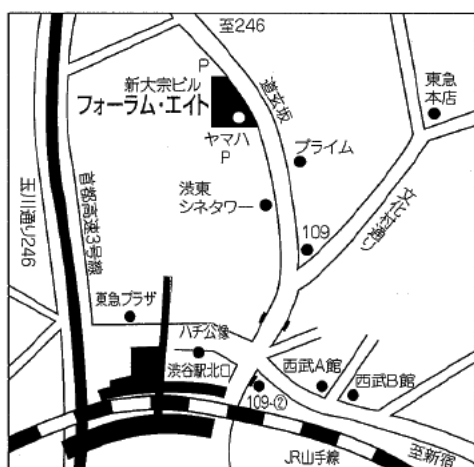 至246
P
新大宗ビル
フォーラム・エイト
ヤマハ
P
道玄坂
東急
本店
プライム
渋東
シネタワー
109
文化村通り
玉川通り246
首都高速3号線
東急プラザ
ハチ公像
渋谷駅北口
西武A館
西武B館
109-②
至新宿
JR山手線